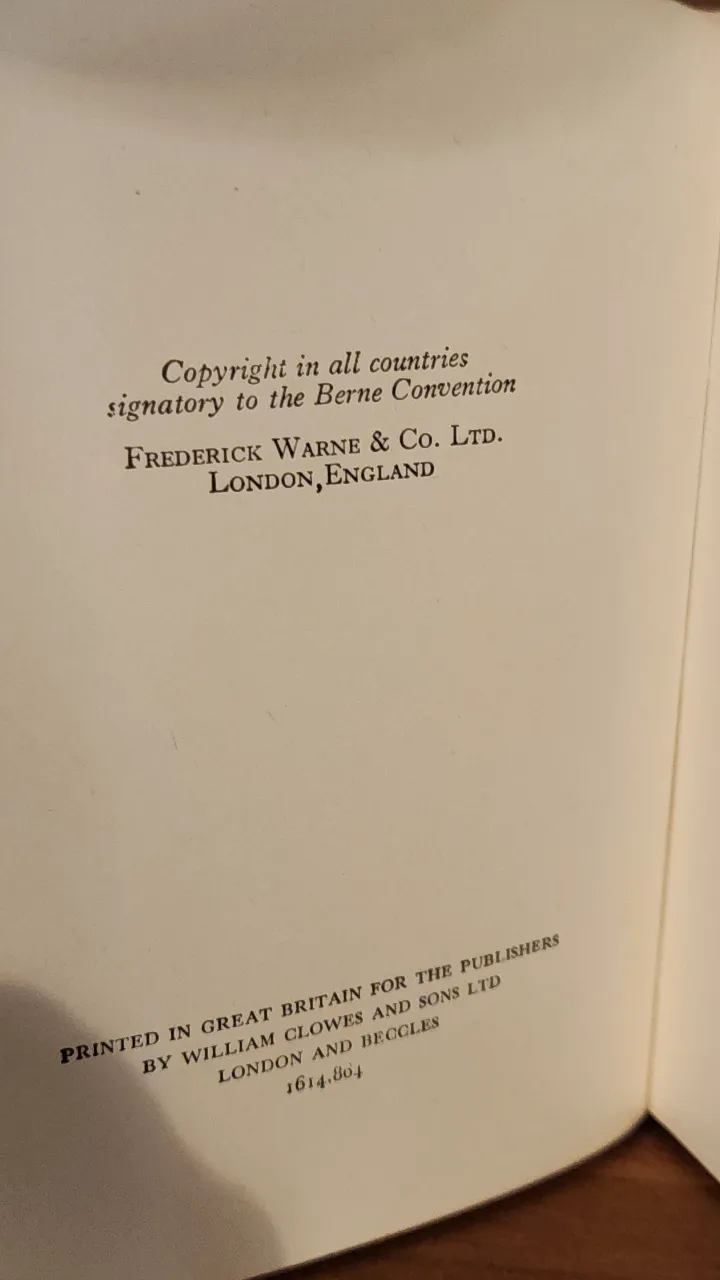 Copyright in all countries
signatory to the Berne Convention
FREDERICK WARNE & CO. LTD.
LONDON, ENGLAND
PRINTED IN GREAT BRITAIN FOR THE PUBLISHERS
BY WILLIAM CLOWES AND SONS LTD
LONDON AND BECCLES
1614.864